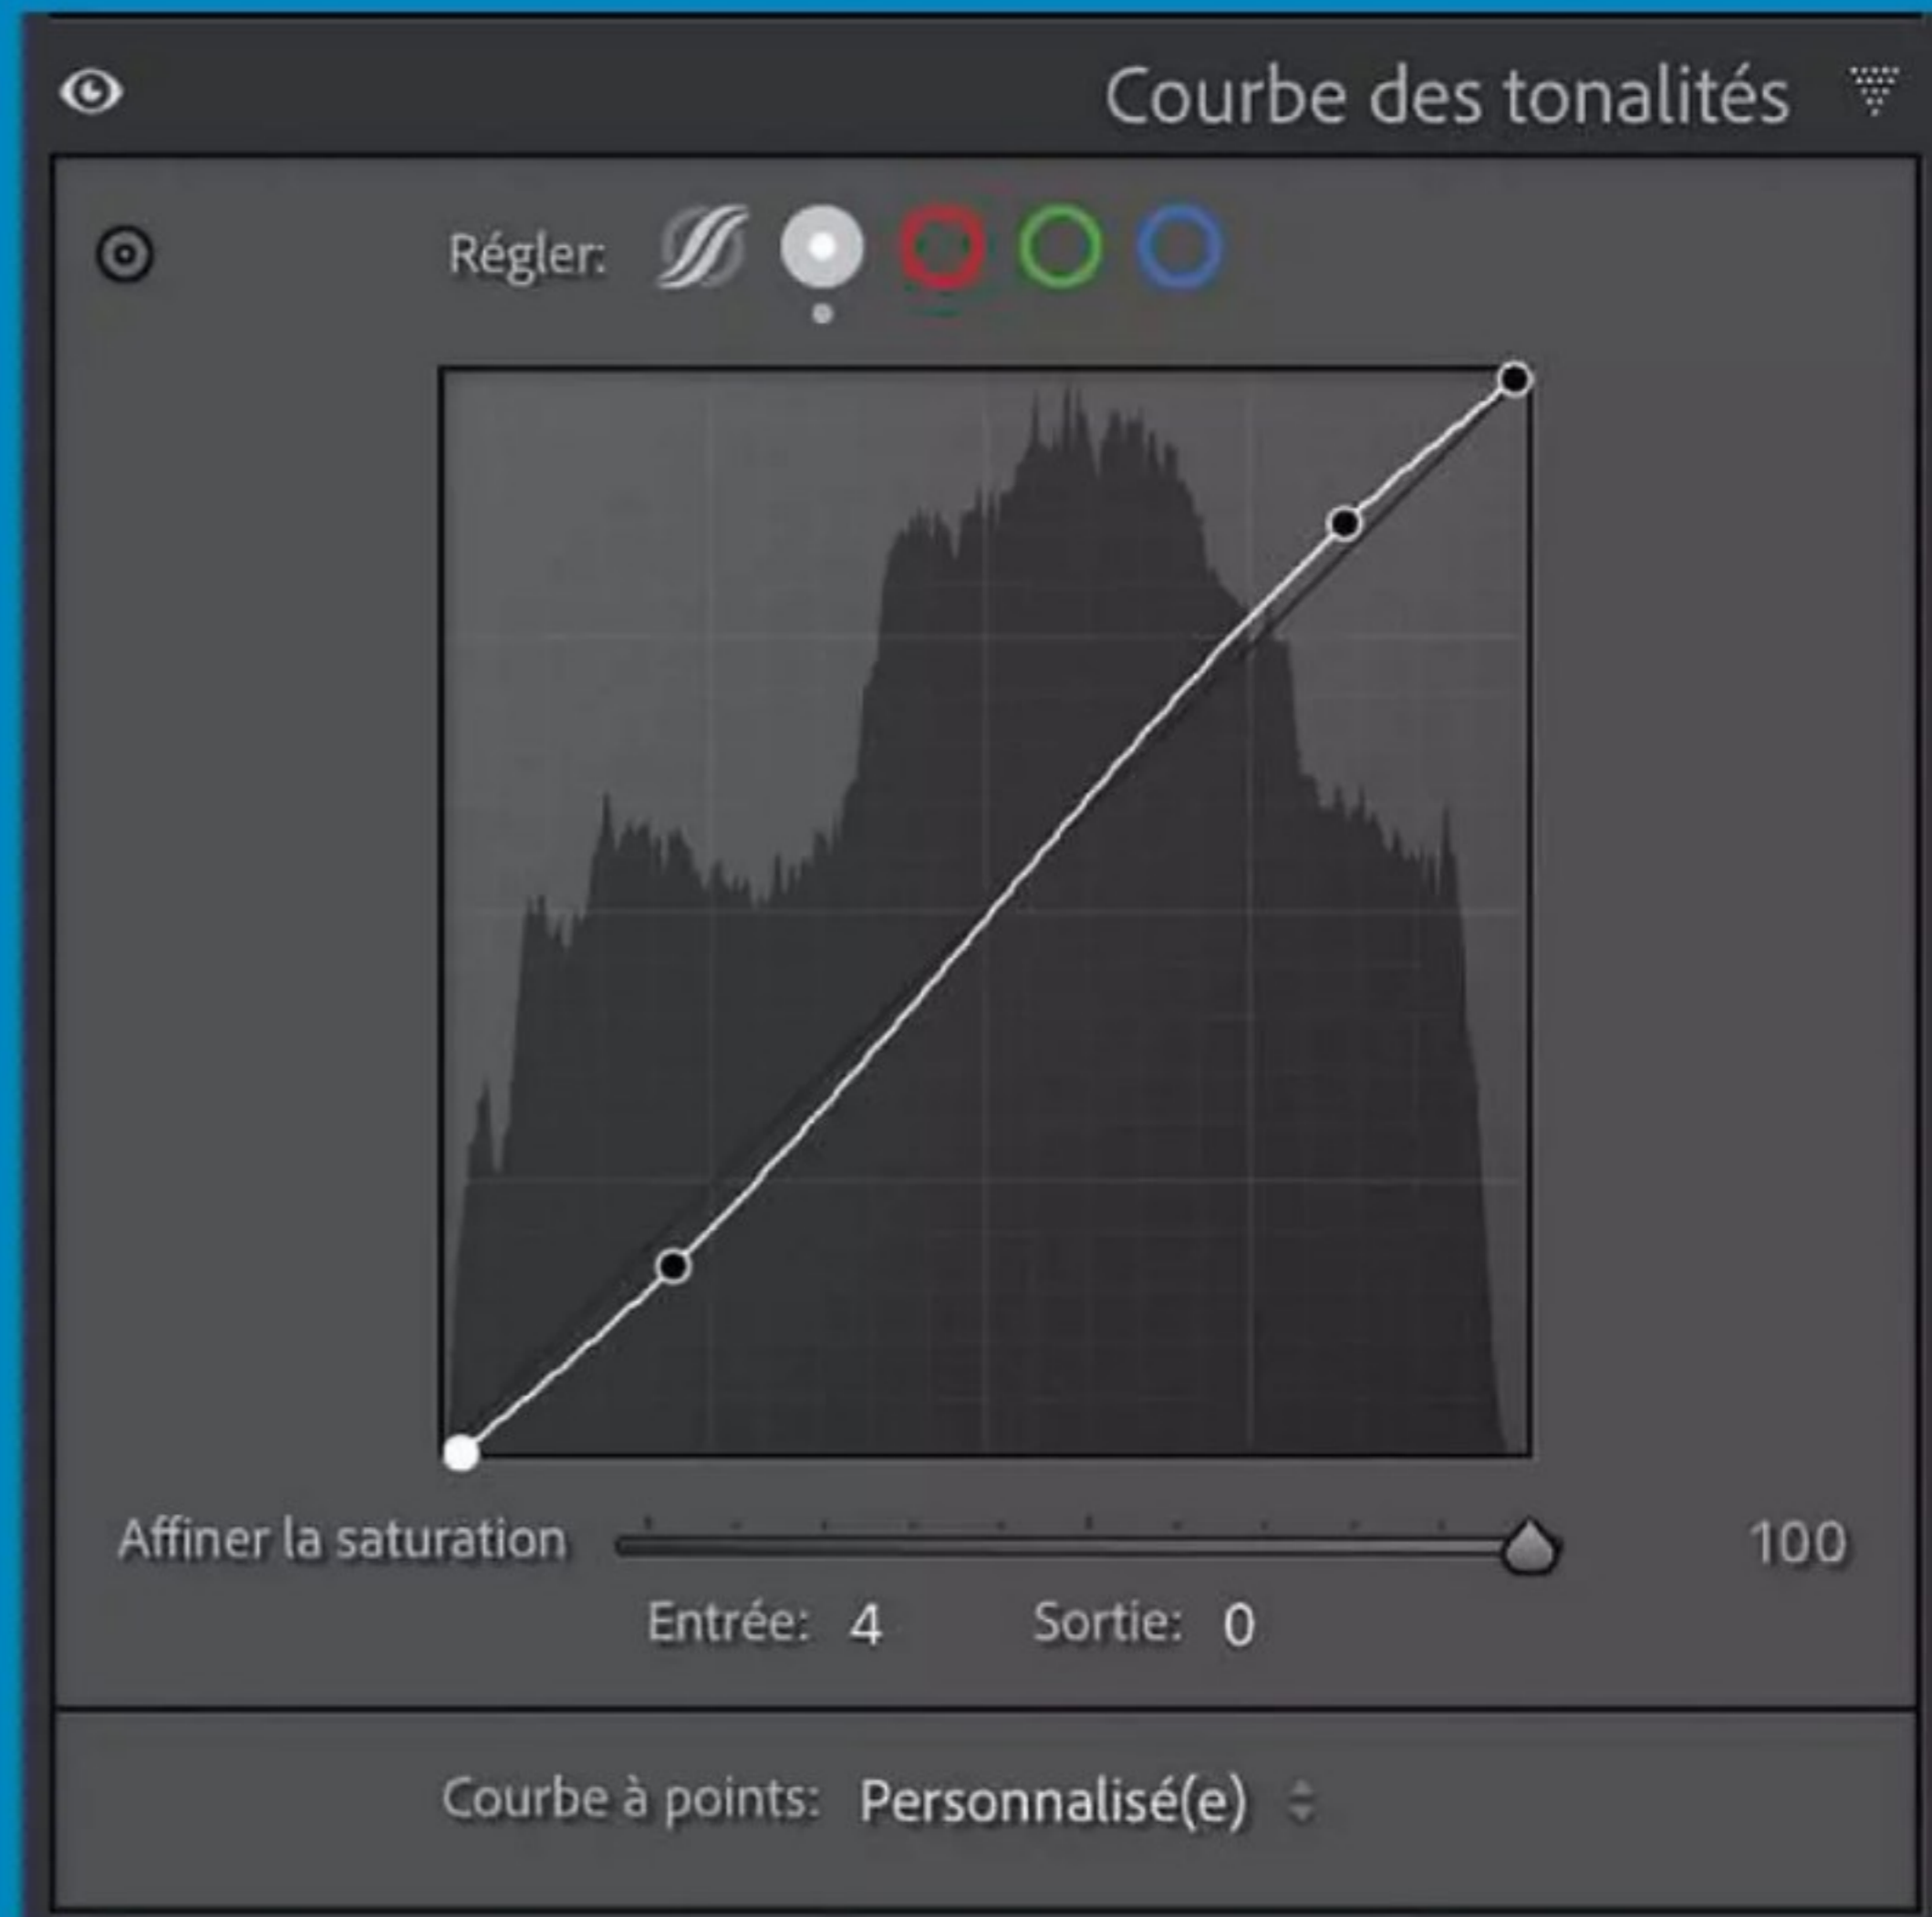 Courbe des tonalités
Régler:
Affiner la saturation 100
Entrée: 4 Sortie: 0
Courbe à points: Personnalisé(e)